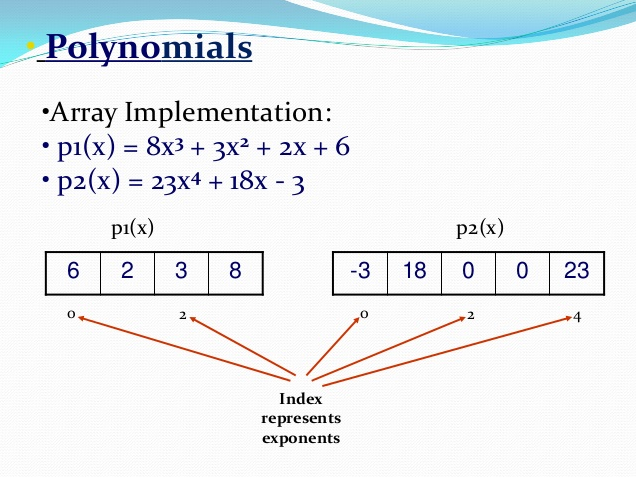 • Polynomials
•Array Implementation:
• p1(x) = 8x³ + 3x² + 2x + 6
• p2(x) = 23x⁴ + 18x - 3
p1(x) p2(x)
6 2 3 8 -3 18 0 0 23
0 2 0 2 4
Index
represents
exponents